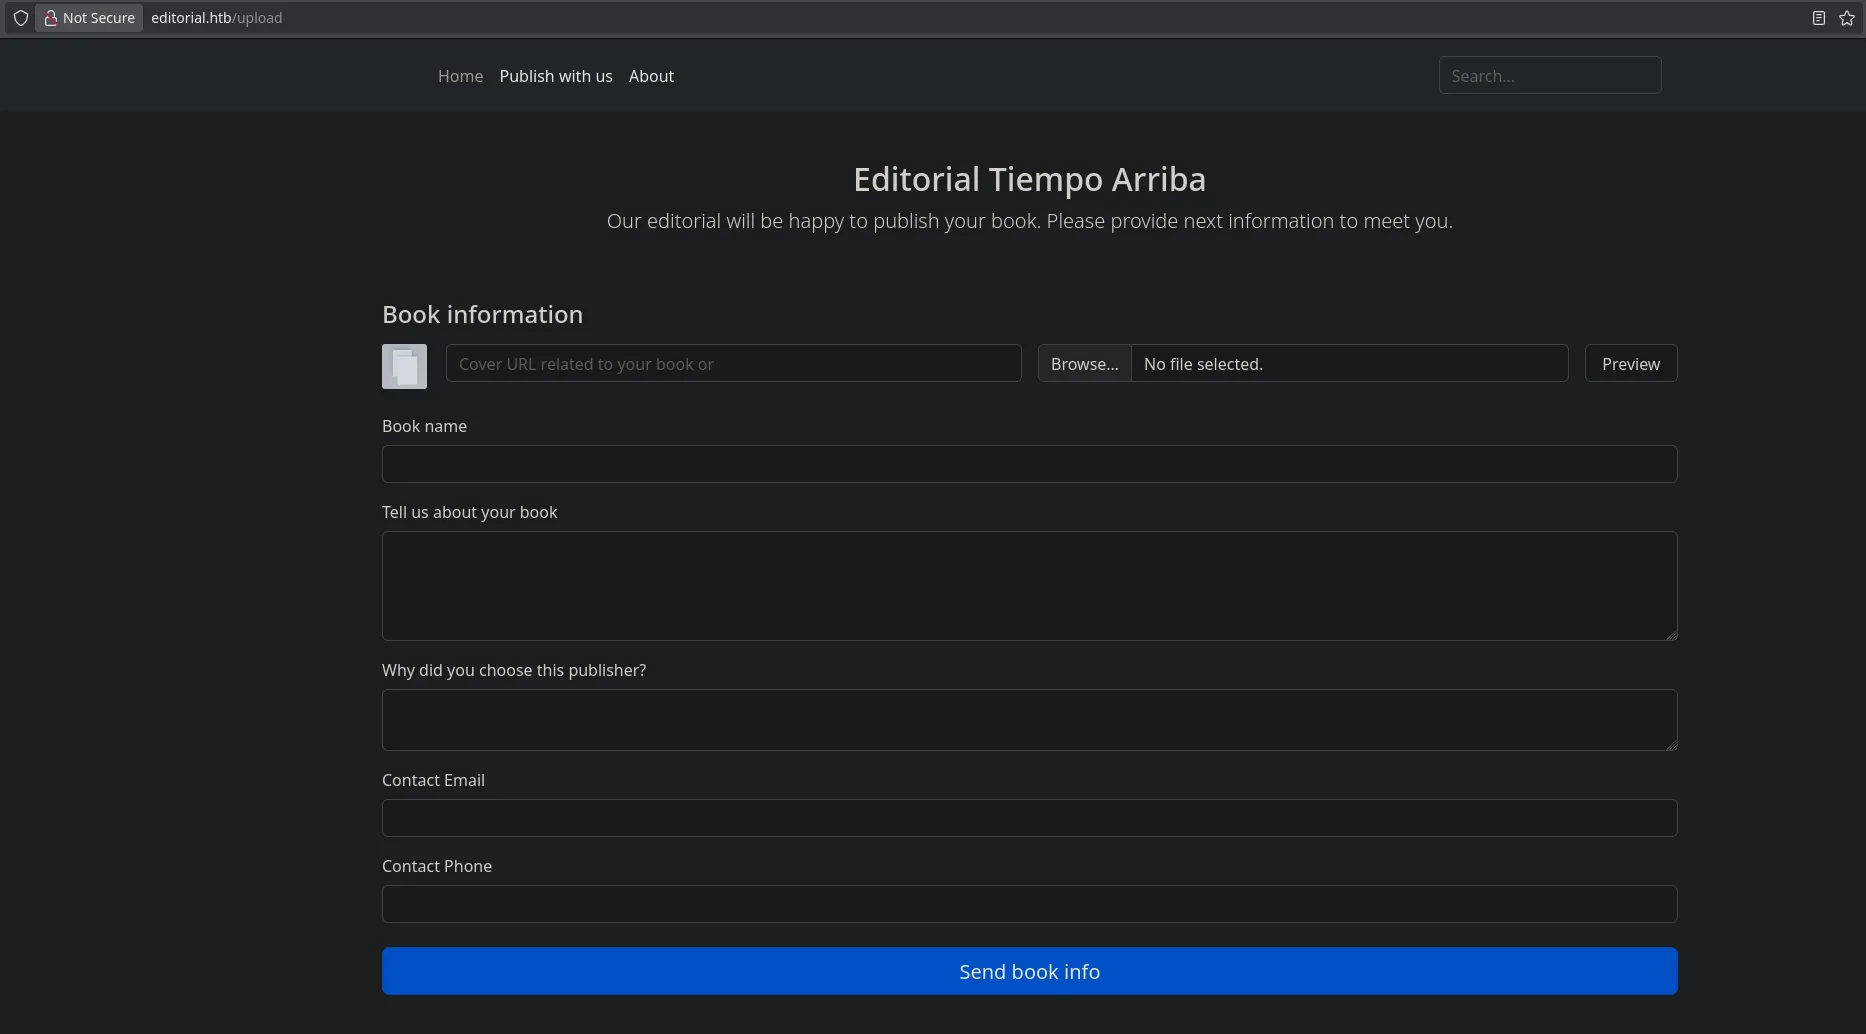 Not Secure editorial.htb/upload
Home Publish with us About Search...
Editorial Tiempo Arriba
Our editorial will be happy to publish your book. Please provide next information to meet you.
Book information
Cover URL related to your book or Browse... No file selected. Preview
Book name
Tell us about your book
Why did you choose this publisher?
Contact Email
Contact Phone
Send book info